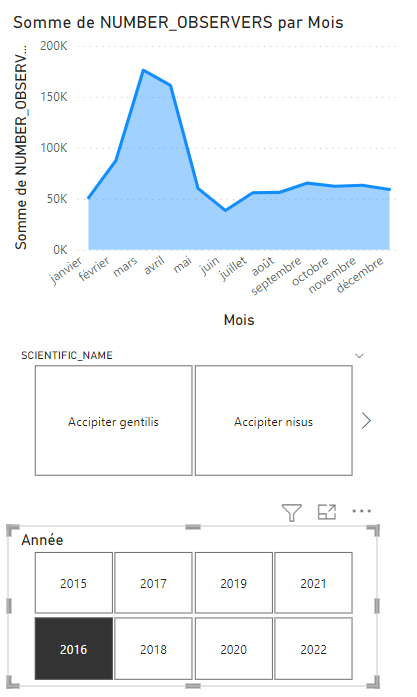 Somme de NUMBER_OBSERVERS par Mois
Somme de NUMBER_OBSERV...
200K
150K
100K
50K
0K
janvier
février
mars
avril
mai
juin
juillet
août
septembre
octobre
novembre
décembre
Mois
SCIENTIFIC_NAME
Accipiter gentilis
Accipiter nisus
Année
2015 2017 2019 2021
2016 2018 2020 2022